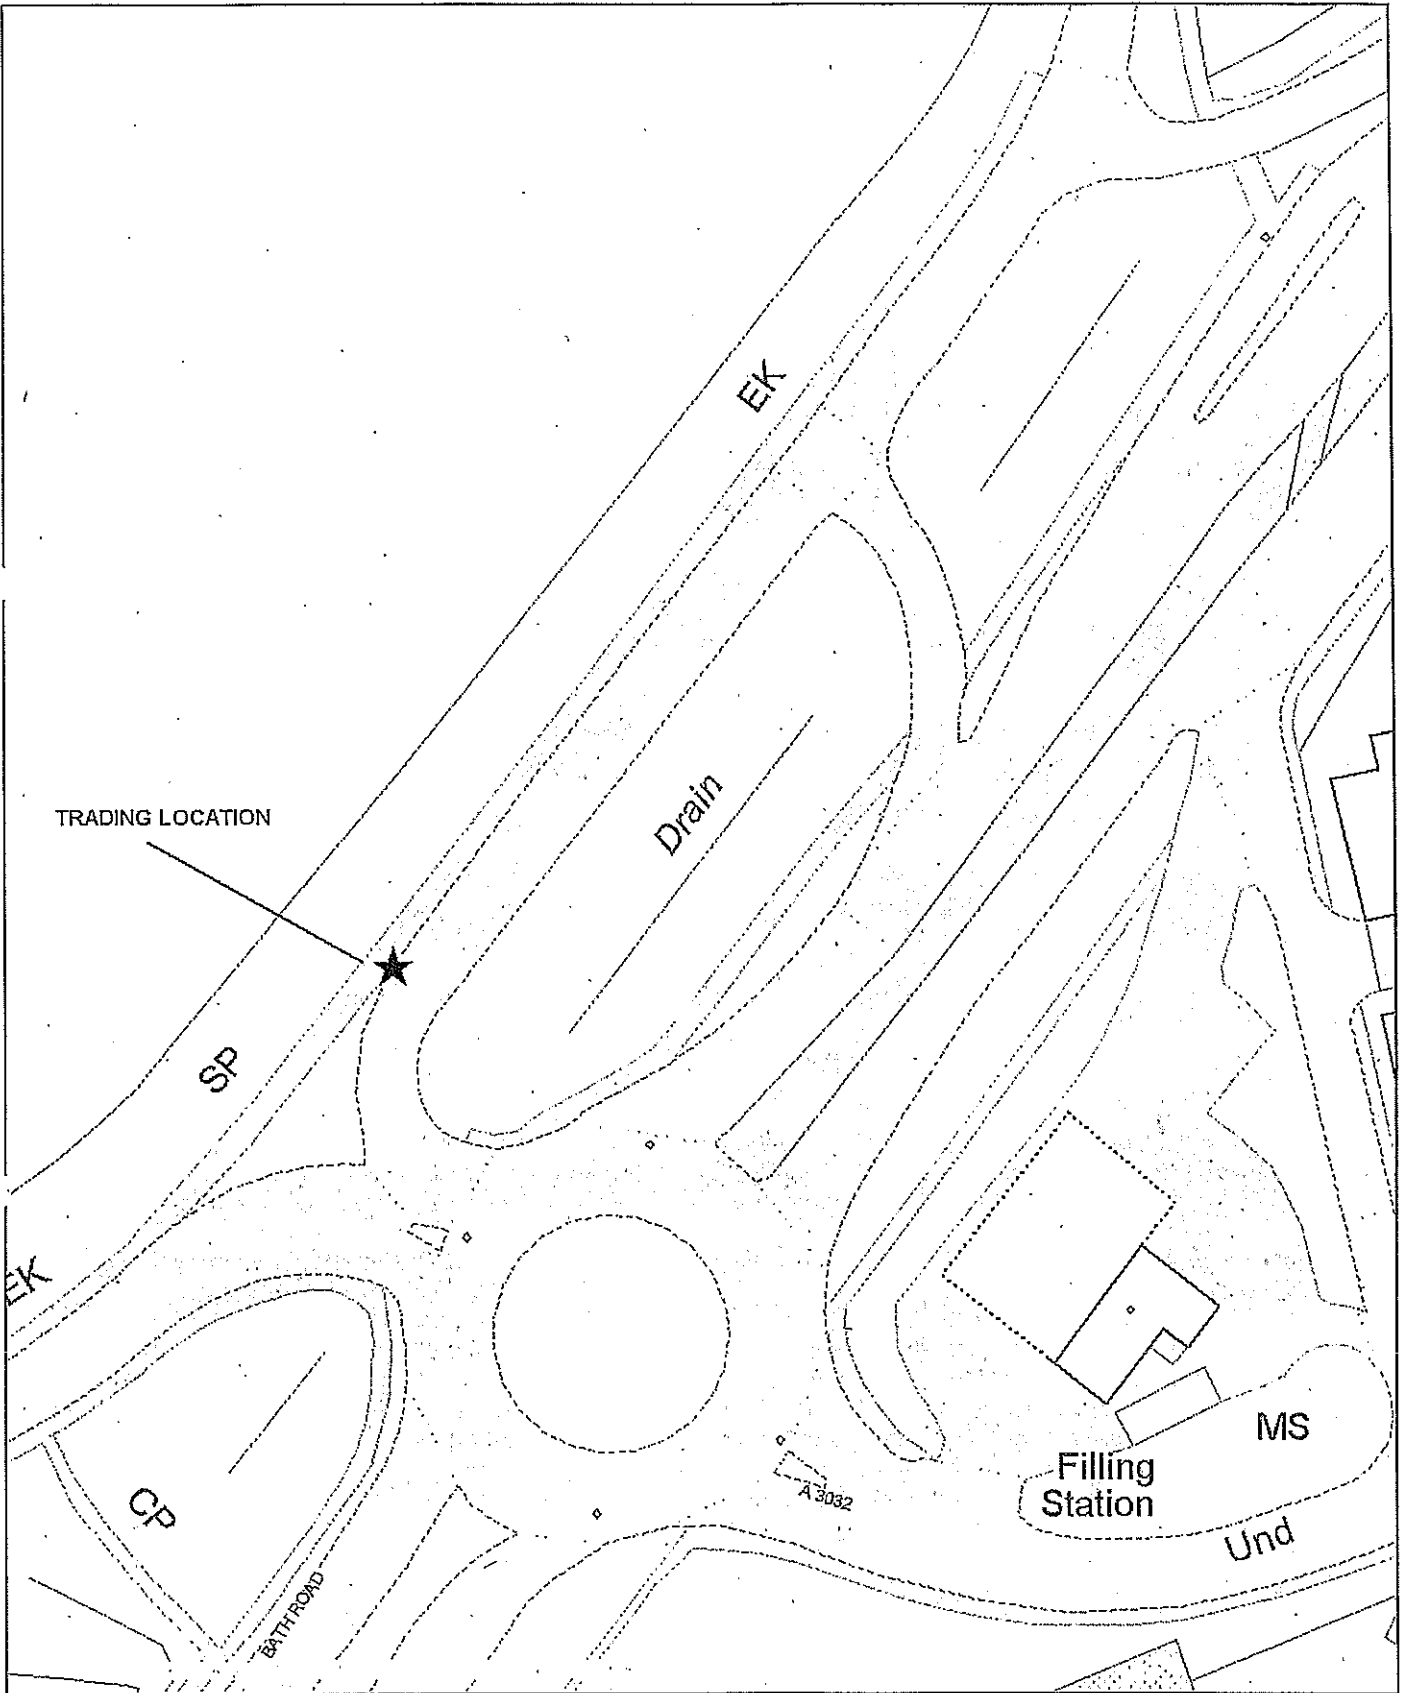 EK
Drain
TRADING LOCATION
SP
EK
MS
Filling
Station
A 3032
CP
Und
BATH ROAD